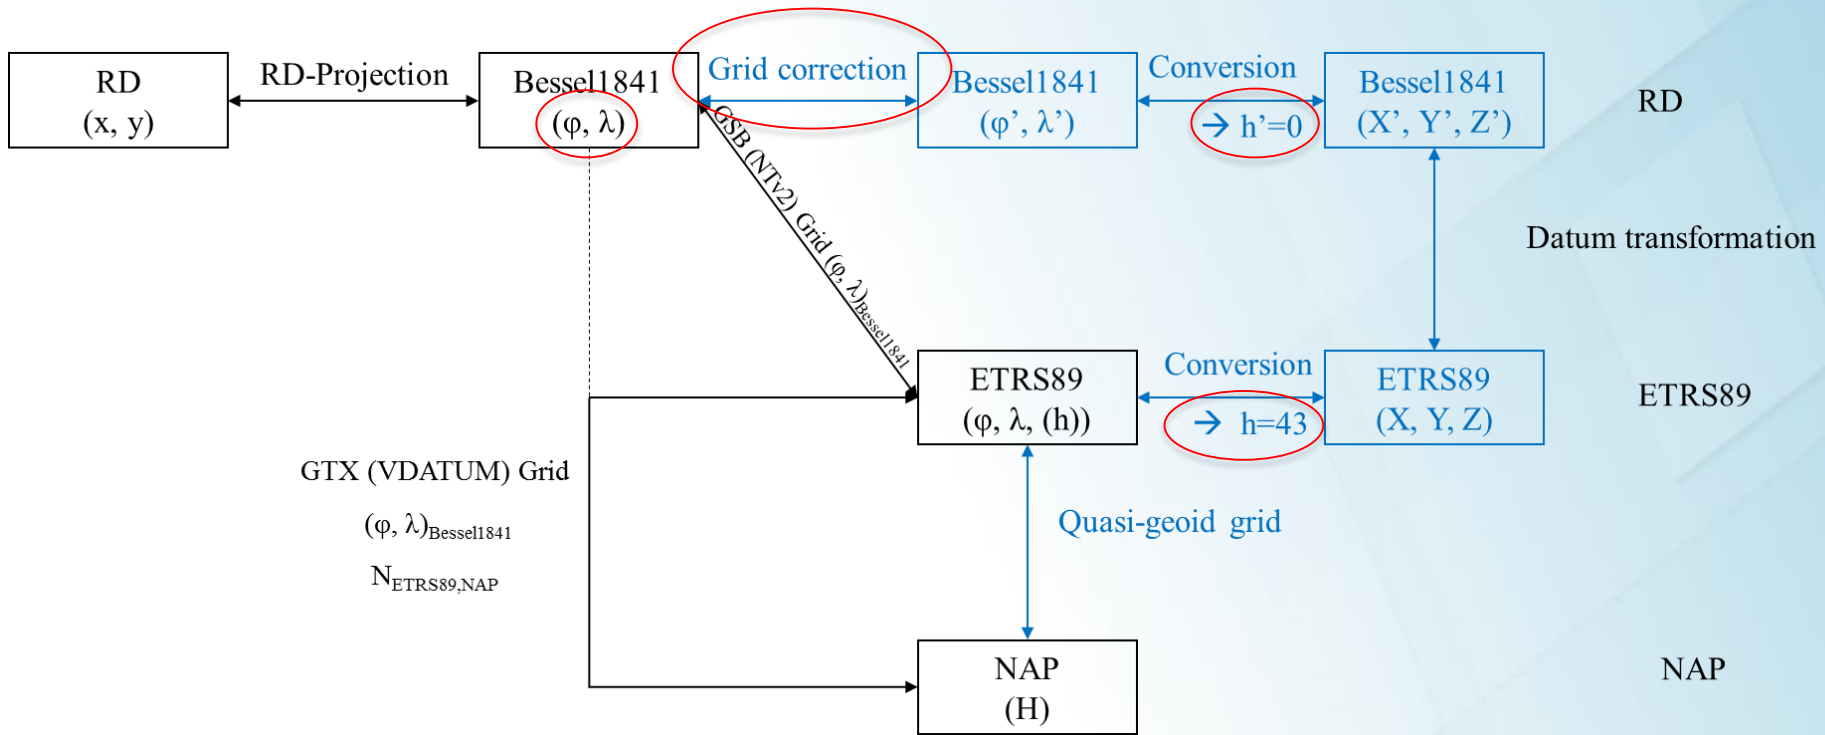 RD
(x, y)
RD-Projection
Bessel1841
(φ, λ)
Grid correction
Bessel1841
(φ’, λ’)
Conversion
→ h’=0
Bessel1841
(X’, Y’, Z’)
RD
GSB (NTv2) Grid (φ, λ)Bessel1841
Datum transformation
ETRS89
(φ, λ, (h))
Conversion
→ h=43
ETRS89
(X, Y, Z)
ETRS89
GTX (VDATUM) Grid
(φ, λ)Bessel1841
NETRS89,NAP
Quasi-geoid grid
NAP
(H)
NAP